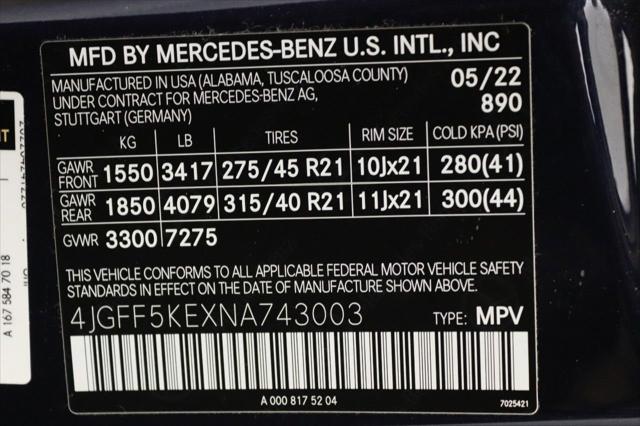 MFD BY MERCEDES-BENZ U.S. INTL., INC
MANUFACTURED IN USA (ALABAMA, TUSCALOOSA COUNTY) 05/22
UNDER CONTRACT FOR MERCEDES-BENZ AG, 890
STUTTGART (GERMANY)
KG LB TIRES RIM SIZE COLD KPA (PSI)
GAWR FRONT 1550 3417 275/45 R21 10Jx21 280(41)
GAWR REAR 1850 4079 315/40 R21 11Jx21 300(44)
GVWR 3300 7275
THIS VEHICLE CONFORMS TO ALL APPLICABLE FEDERAL MOTOR VEHICLE SAFETY
STANDARDS IN EFFECT ON THE DATE OF MANUFACTURE SHOWN ABOVE.
4JGFF5KEXNA743003 TYPE: MPV
A 000 817 52 04 7025421
A 167 584 70 18